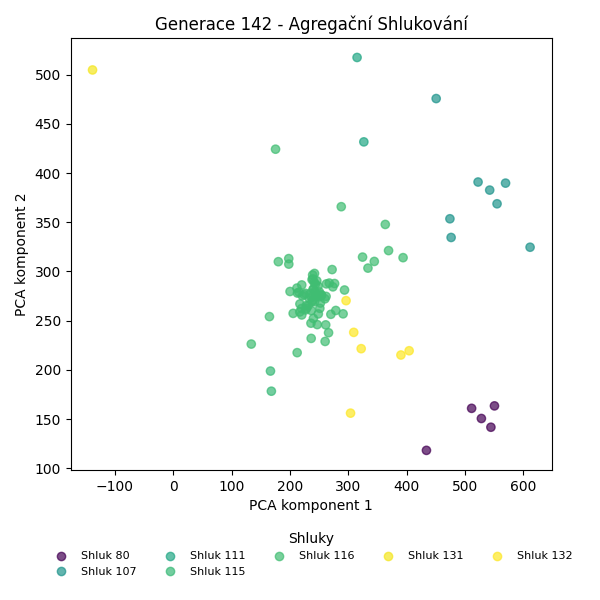 Generace 142 - Agregační Shlukování
500
450
400
350
300
250
200
150
100
PCA komponent 2
−100 0 100 200 300 400 500 600
PCA komponent 1
Shluky
Shluk 80 Shluk 111 Shluk 116 Shluk 131 Shluk 132
Shluk 107 Shluk 115